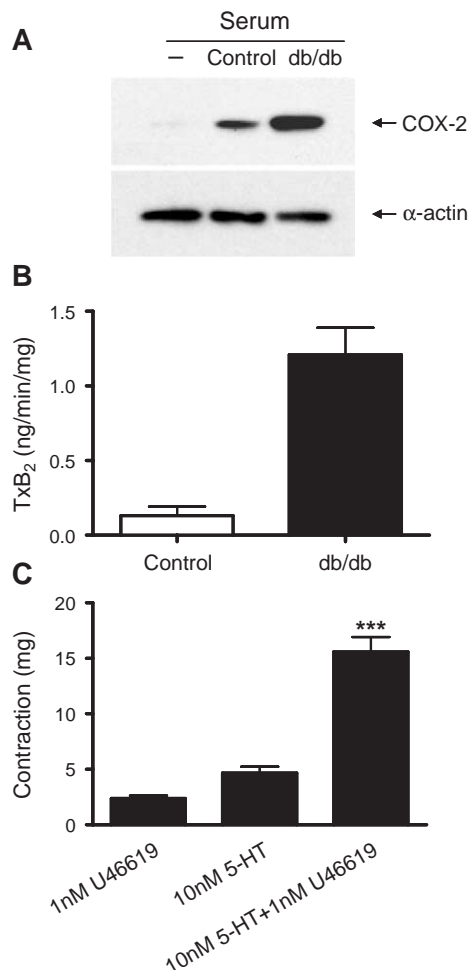 Serum
A
– Control db/db
COX-2
α-actin
B
TxB₂ (ng/min/mg)
1.5
1.0
0.5
0.0
Control db/db
C
Contraction (mg)
20
15
10
5
0
***
1nM U46619
10nM 5-HT
10nM 5-HT+1nM U46619